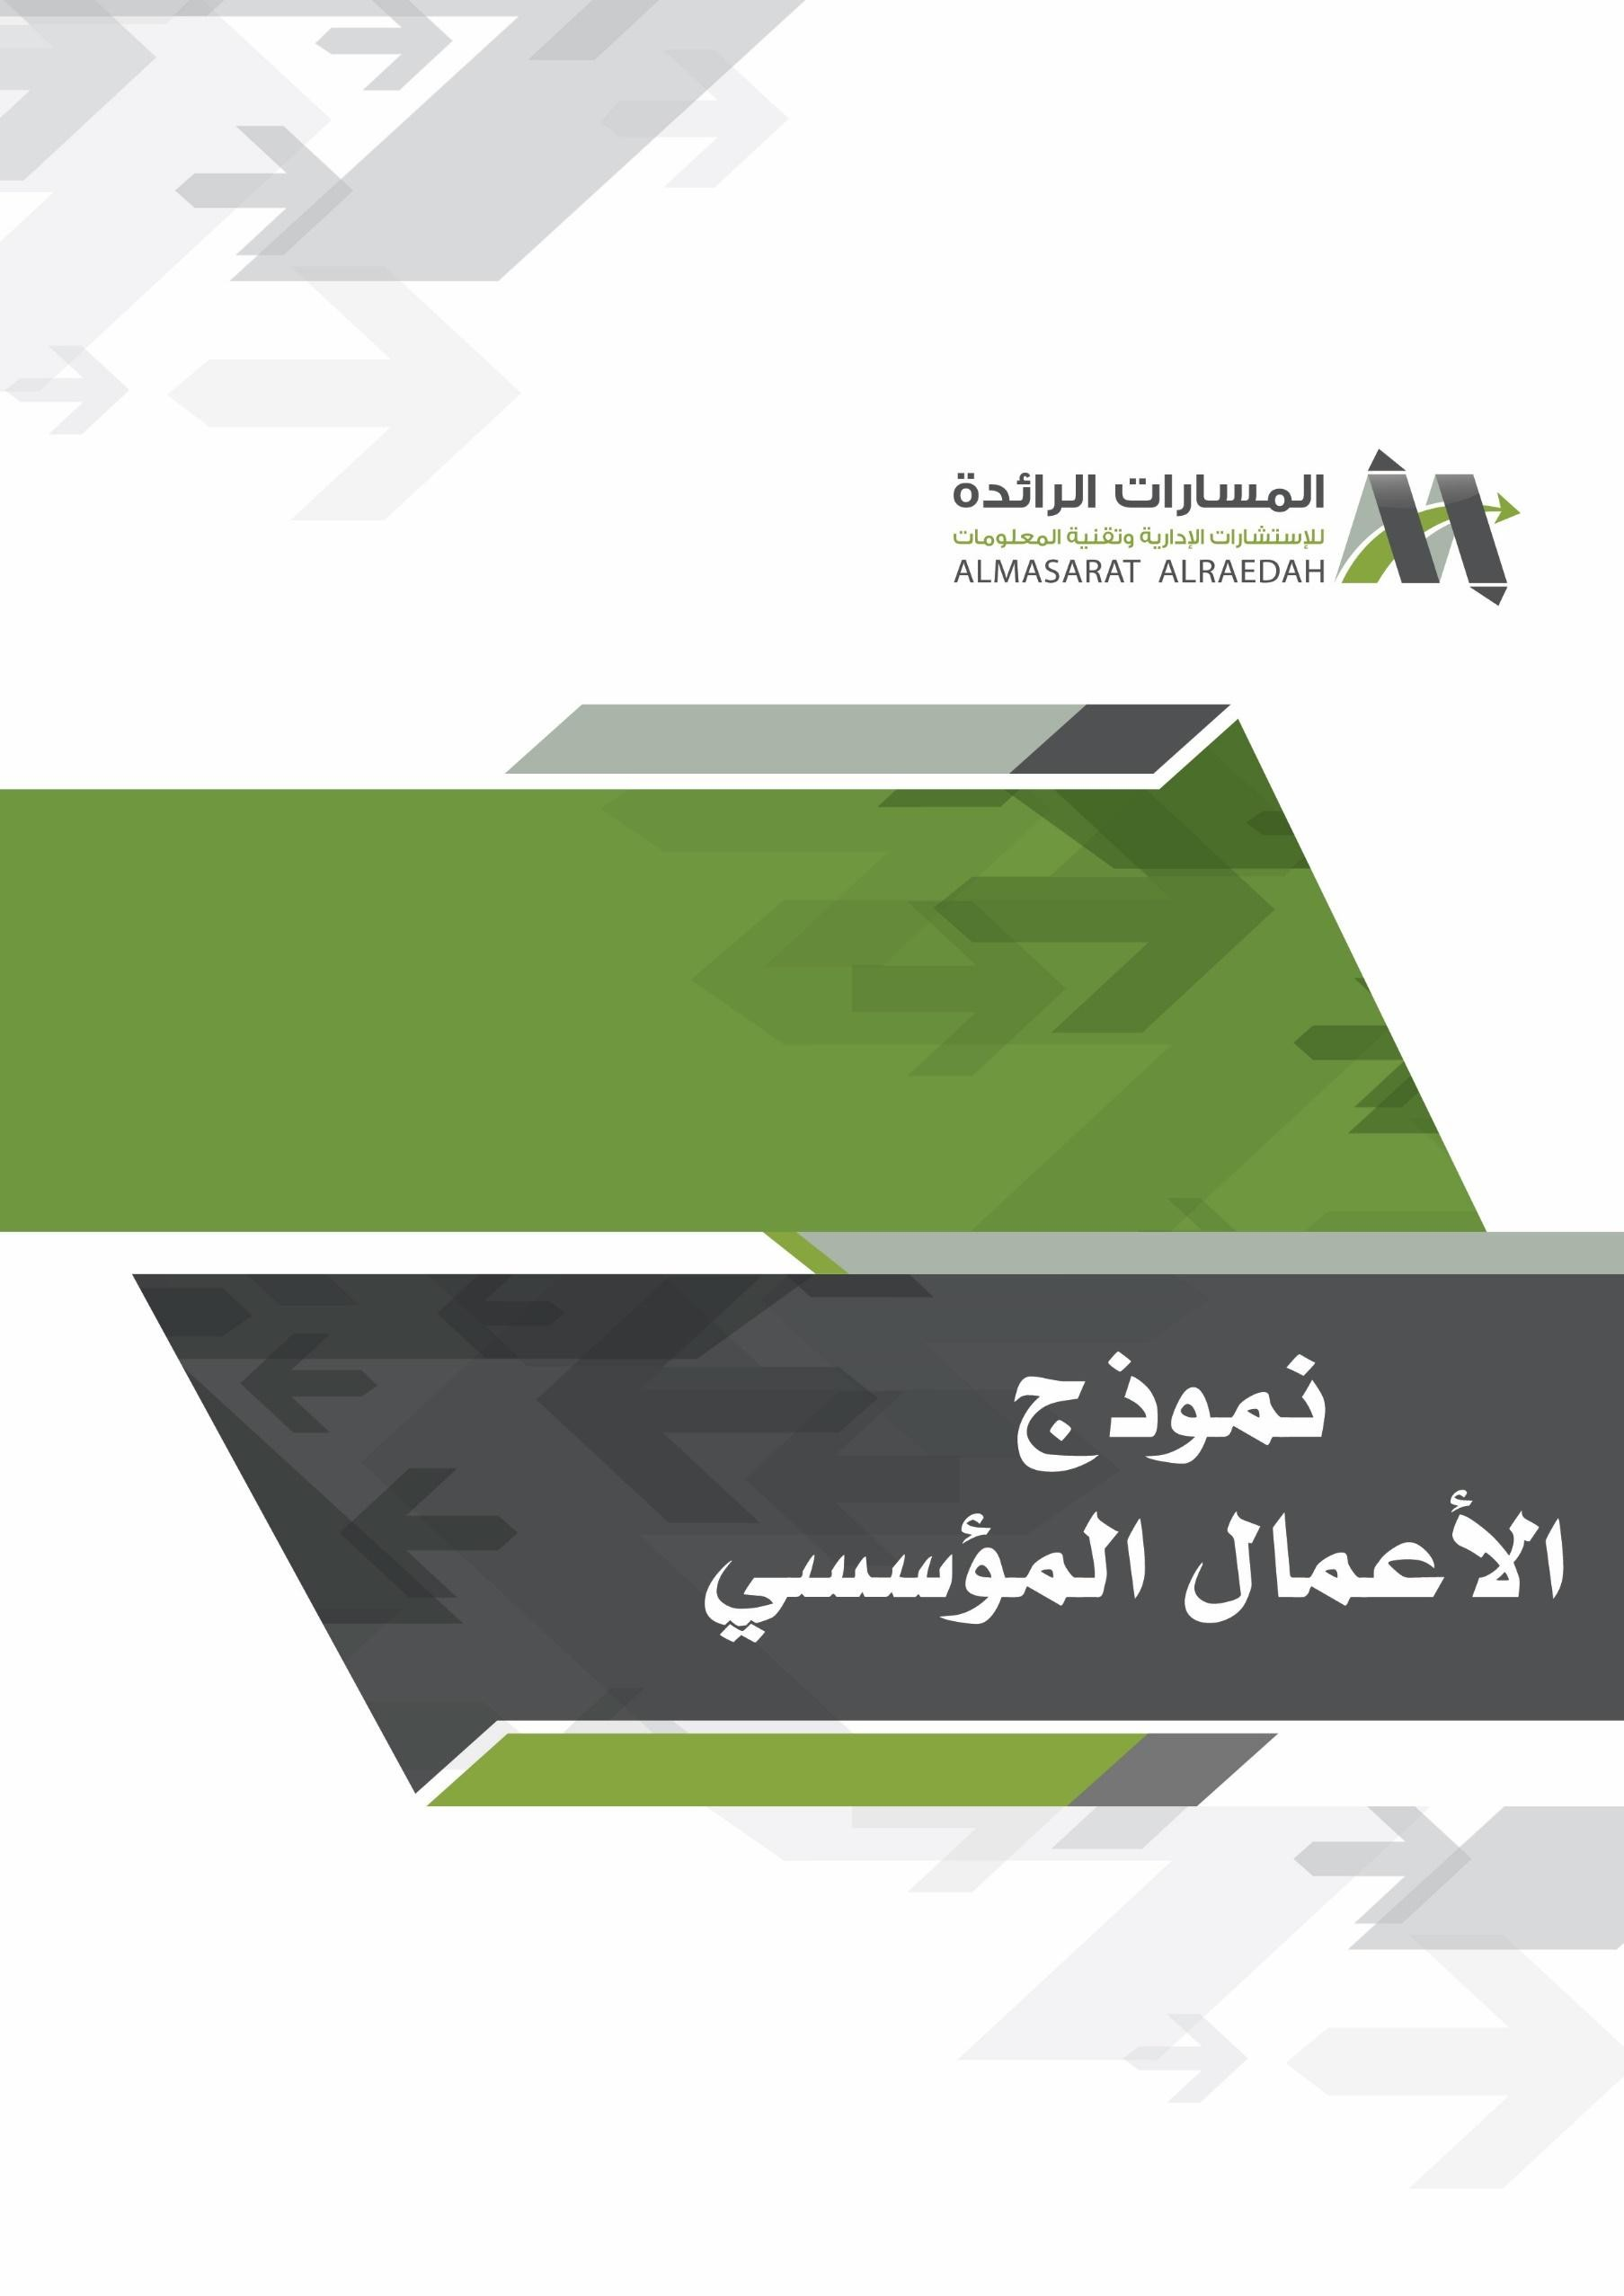 المسارات الرائدة
للإستشارات الإدارية وتقنية المعلومات
ALMASARAT ALRAEDAH
نموذج
الأعمال المؤسسي